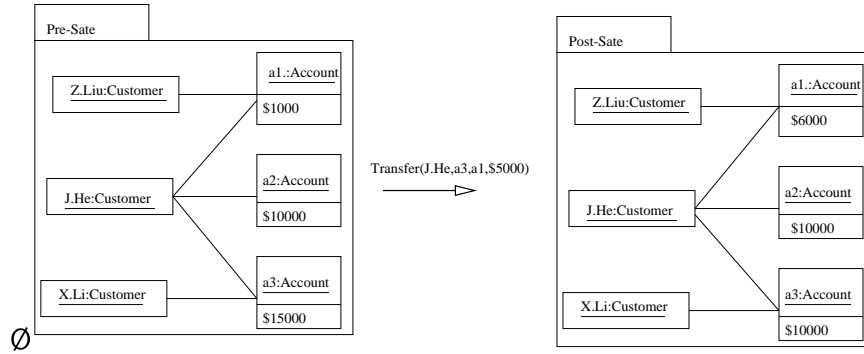 Pre-Sate
a1.:Account
Z.Liu:Customer
$1000
a2:Account
J.He:Customer
$10000
a3:Account
X.Li:Customer
$15000
Ø
Transfer(J.He,a3,a1,$5000)
Post-Sate
a1.:Account
Z.Liu:Customer
$6000
a2:Account
J.He:Customer
$10000
a3:Account
X.Li:Customer
$10000